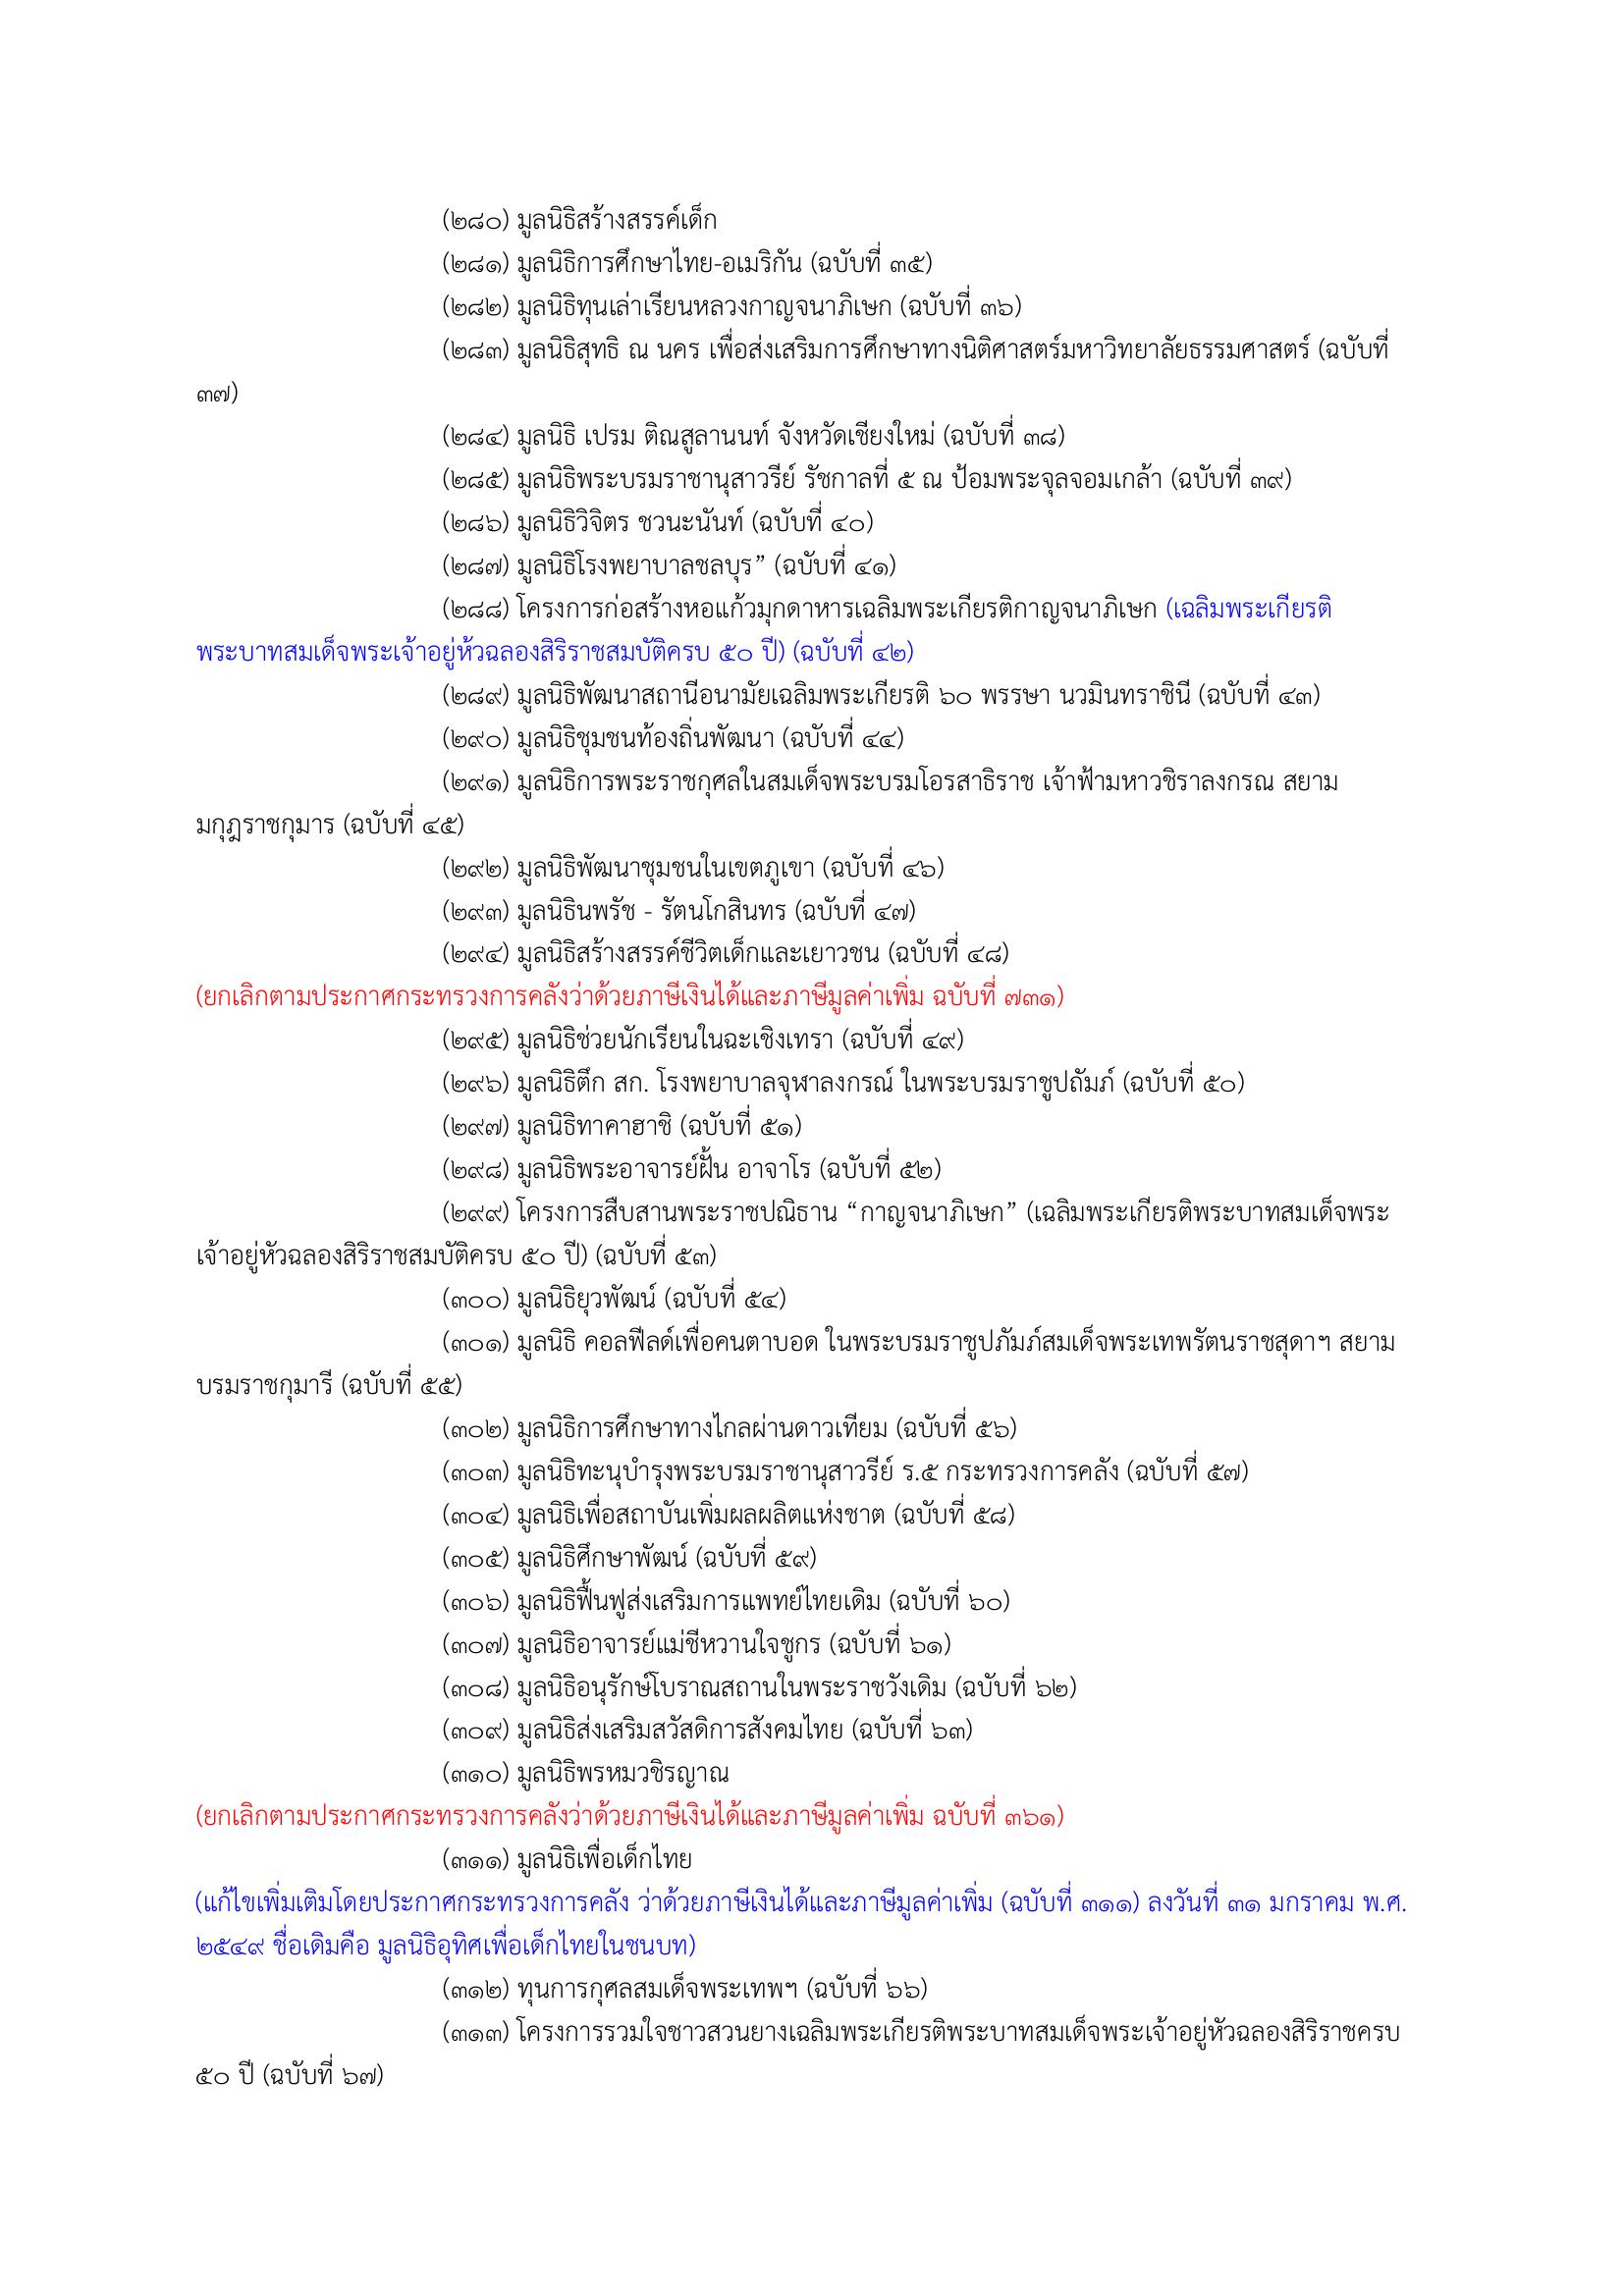 (๒๘๐) มูลนิธิสร้างสรรค์เด็ก
(๒๘๑) มูลนิธิการศึกษาไทย-อเมริกัน (ฉบับที่ ๓๕)
(๒๘๒) มูลนิธิทุนเล่าเรียนหลวงกาญจนาภิเษก (ฉบับที่ ๓๖)
(๒๘๓) มูลนิธิสุทธิ ณ นคร เพื่อส่งเสริมการศึกษาทางนิติศาสตร์มหาวิทยาลัยธรรมศาสตร์ (ฉบับที่
๓๗)
(๒๘๔) มูลนิธิ เปรม ติณสูลานนท์ จังหวัดเชียงใหม่ (ฉบับที่ ๓๘)
(๒๘๕) มูลนิธิพระบรมราชานุสาวรีย์ รัชกาลที่ ๕ ณ ป้อมพระจุลจอมเกล้า (ฉบับที่ ๓๙)
(๒๘๖) มูลนิธิวิจิตร ชวนะนันท์ (ฉบับที่ ๔๐)
(๒๘๗) มูลนิธิโรงพยาบาลชลบุร” (ฉบับที่ ๔๑)
(๒๘๘) โครงการก่อสร้างหอแก้วมุกดาหารเฉลิมพระเกียรติกาญจนาภิเษก (เฉลิมพระเกียรติ
พระบาทสมเด็จพระเจ้าอยู่ห้วฉลองสิริราชสมบัติครบ ๕๐ ปี) (ฉบับที่ ๔๒)
(๒๘๙) มูลนิธิพัฒนาสถานีอนามัยเฉลิมพระเกียรติ ๖๐ พรรษา นวมินทราชินี (ฉบับที่ ๔๓)
(๒๙๐) มูลนิธิชุมชนท้องถิ่นพัฒนา (ฉบับที่ ๔๔)
(๒๙๑) มูลนิธิการพระราชกุศลในสมเด็จพระบรมโอรสาธิราช เจ้าฟ้ามหาวชิราลงกรณ สยาม
มกุฎราชกุมาร (ฉบับที่ ๔๕)
(๒๙๒) มูลนิธิพัฒนาชุมชนในเขตภูเขา (ฉบับที่ ๔๖)
(๒๙๓) มูลนิธินพรัช - รัตนโกสินทร (ฉบับที่ ๔๗)
(๒๙๔) มูลนิธิสร้างสรรค์ชีวิตเด็กและเยาวชน (ฉบับที่ ๔๘)
(ยกเลิกตามประกาศกระทรวงการคลังว่าด้วยภาษีเงินได้และภาษีมูลค่าเพิ่ม ฉบับที่ ๗๓๑)
(๒๙๕) มูลนิธิช่วยนักเรียนในฉะเชิงเทรา (ฉบับที่ ๔๙)
(๒๙๖) มูลนิธิตึก สก. โรงพยาบาลจุฬาลงกรณ์ ในพระบรมราชูปถัมภ์ (ฉบับที่ ๕๐)
(๒๙๗) มูลนิธิทาคาฮาชิ (ฉบับที่ ๕๑)
(๒๙๘) มูลนิธิพระอาจารย์ฝั้น อาจาโร (ฉบับที่ ๕๒)
(๒๙๙) โครงการสืบสานพระราชปณิธาน “กาญจนาภิเษก” (เฉลิมพระเกียรติพระบาทสมเด็จพระ
เจ้าอยู่หัวฉลองสิริราชสมบัติครบ ๕๐ ปี) (ฉบับที่ ๕๓)
(๓๐๐) มูลนิธิยุวพัฒน์ (ฉบับที่ ๕๔)
(๓๐๑) มูลนิธิ คอลฟีลด์เพื่อคนตาบอด ในพระบรมราชูปภัมภ์สมเด็จพระเทพรัตนราชสุดาฯ สยาม
บรมราชกุมารี (ฉบับที่ ๕๕)
(๓๐๒) มูลนิธิการศึกษาทางไกลผ่านดาวเทียม (ฉบับที่ ๕๖)
(๓๐๓) มูลนิธิทะนุบำรุงพระบรมราชานุสาวรีย์ ร.๕ กระทรวงการคลัง (ฉบับที่ ๕๗)
(๓๐๔) มูลนิธิเพื่อสถาบันเพิ่มผลผลิตแห่งชาต (ฉบับที่ ๕๘)
(๓๐๕) มูลนิธิศึกษาพัฒน์ (ฉบับที่ ๕๙)
(๓๐๖) มูลนิธิฟื้นฟูส่งเสริมการแพทย์ไทยเดิม (ฉบับที่ ๖๐)
(๓๐๗) มูลนิธิอาจารย์แม่ชีหวานใจชูกร (ฉบับที่ ๖๑)
(๓๐๘) มูลนิธิอนุรักษ์โบราณสถานในพระราชวังเดิม (ฉบับที่ ๖๒)
(๓๐๙) มูลนิธิส่งเสริมสวัสดิการสังคมไทย (ฉบับที่ ๖๓)
(๓๑๐) มูลนิธิพรหมวชิรญาณ
(ยกเลิกตามประกาศกระทรวงการคลังว่าด้วยภาษีเงินได้และภาษีมูลค่าเพิ่ม ฉบับที่ ๓๖๑)
(๓๑๑) มูลนิธิเพื่อเด็กไทย
(แก้ไขเพิ่มเติมโดยประกาศกระทรวงการคลัง ว่าด้วยภาษีเงินได้และภาษีมูลค่าเพิ่ม (ฉบับที่ ๓๑๑) ลงวันที่ ๓๑ มกราคม พ.ศ.
๒๕๔๙ ชื่อเดิมคือ มูลนิธิอุทิศเพื่อเด็กไทยในชนบท)
(๓๑๒) ทุนการกุศลสมเด็จพระเทพฯ (ฉบับที่ ๖๖)
(๓๑๓) โครงการรวมใจชาวสวนยางเฉลิมพระเกียรติพระบาทสมเด็จพระเจ้าอยู่หัวฉลองสิริราชครบ
๕๐ ปี (ฉบับที่ ๖๗)